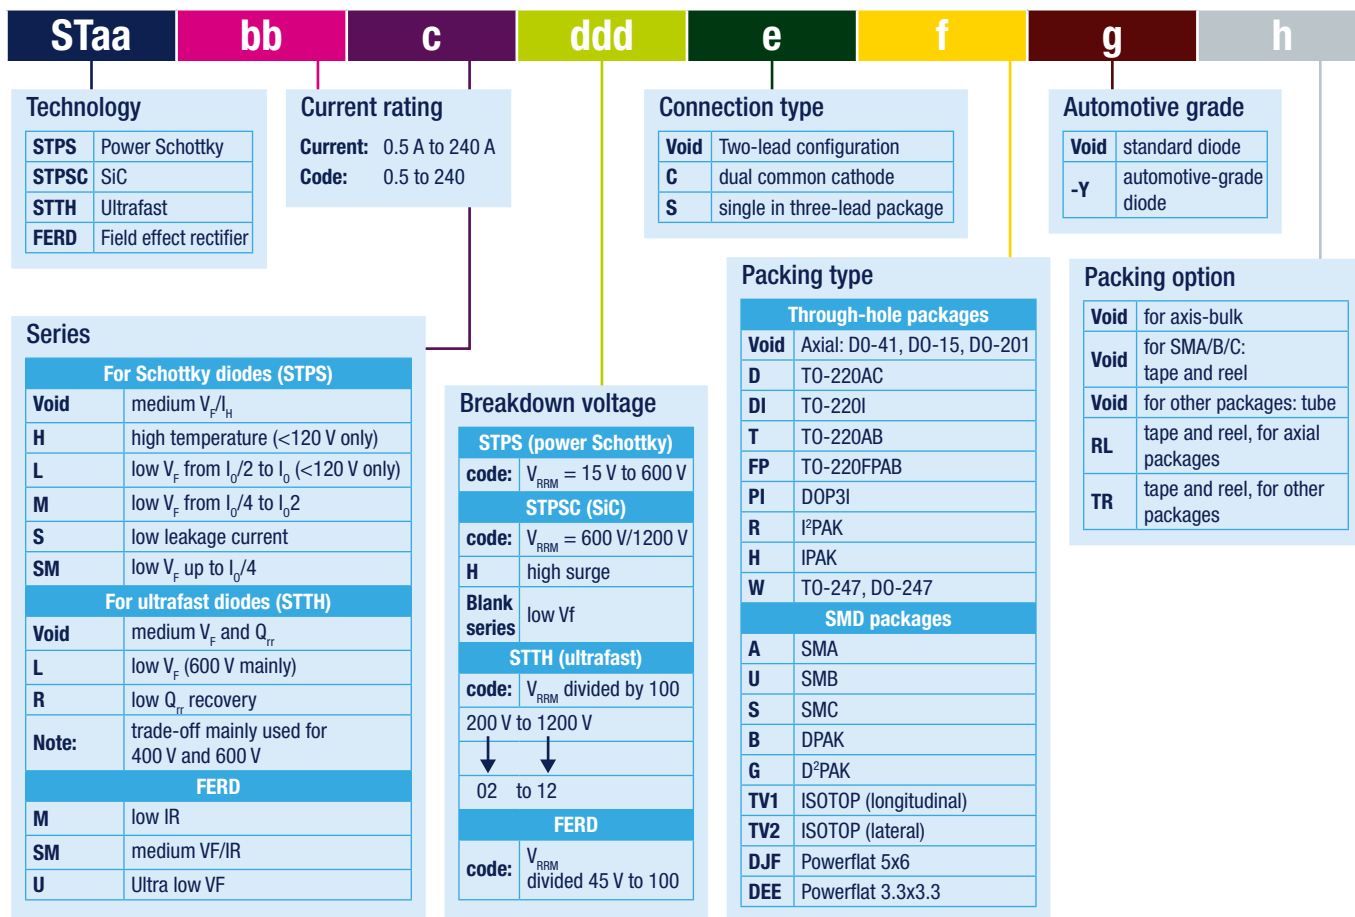 STaa bb c ddd e f g h
Technology
STPS Power Schottky
STPSC SiC
STTH Ultrafast
FERD Field effect rectifier
Current rating
Current: 0.5 A to 240 A
Code: 0.5 to 240
Connection type
Void Two-lead configuration
C dual common cathode
S single in three-lead package
Automotive grade
Void standard diode
-Y automotive-grade
diode
Series
For Schottky diodes (STPS)
Void medium VF/IH
H high temperature (<120 V only)
L low VF from I0/2 to I0 (<120 V only)
M low VF from I0/4 to I02
S low leakage current
SM low VF up to I0/4
For ultrafast diodes (STTH)
Void medium VF and Qrr
L low VF (600 V mainly)
R low Qrr recovery
Note: trade-off mainly used for
400 V and 600 V
FERD
M low IR
SM medium VF/IR
U Ultra low VF
Breakdown voltage
STPS (power Schottky)
code: VRRM = 15 V to 600 V
STPSC (SiC)
code: VRRM = 600 V/1200 V
H high surge
Blank
series low Vf
STTH (ultrafast)
code: VRRM divided by 100
200 V to 1200 V
02 to 12
FERD
code: VRRM
divided 45 V to 100
Packing type
Through-hole packages
Void Axial: D0-41, DO-15, DO-201
D TO-220AC
DI TO-220I
T TO-220AB
FP TO-220FPAB
PI DOP3I
R I²PAK
H IPAK
W TO-247, DO-247
SMD packages
A SMA
U SMB
S SMC
B DPAK
G D²PAK
TV1 ISOTOP (longitudinal)
TV2 ISOTOP (lateral)
DJF Powerflat 5x6
DEE Powerflat 3.3x3.3
Packing option
Void for axis-bulk
Void for SMA/B/C:
tape and reel
Void for other packages: tube
RL tape and reel, for axial
packages
TR tape and reel, for other
packages